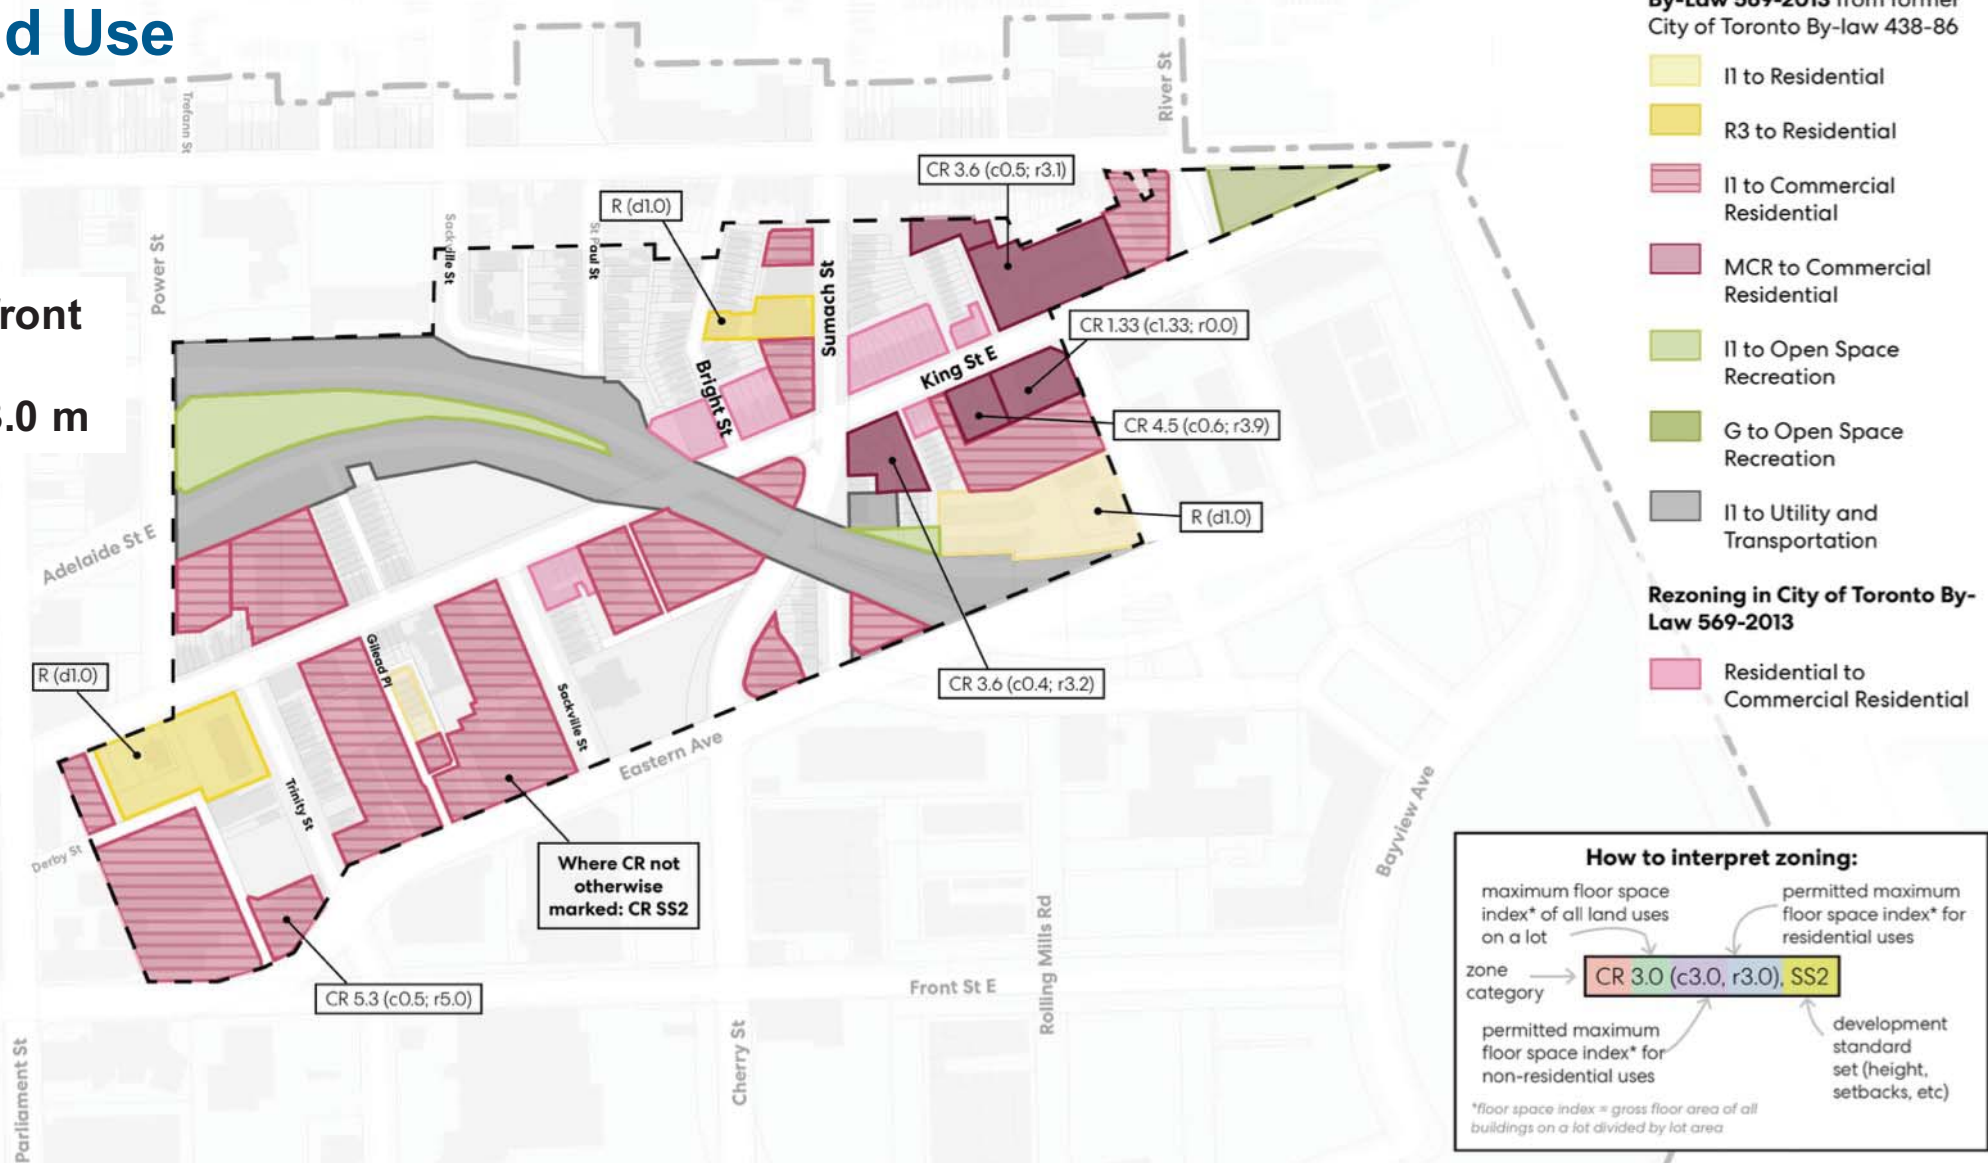 d Use
ront
.0 m
By-Law 569-2013 from former
City of Toronto By-law 438-86
I1 to Residential
R3 to Residential
I1 to Commercial
Residential
MCR to Commercial
Residential
I1 to Open Space
Recreation
G to Open Space
Recreation
I1 to Utility and
Transportation
Rezoning in City of Toronto By-
Law 569-2013
Residential to
Commercial Residential
Trefann St
River St
Power St
Sackville St
St Paul St
Sumach St
Bright St
King St E
Adelaide St E
Gilead Pl
Sackville St
Trinity St
Eastern Ave
Derby St
Parliament St
Cherry St
Rolling Mills Rd
Front St E
Bayview Ave
CR 3.6 (c0.5; r3.1)
R (d1.0)
CR 1.33 (c1.33; r0.0)
CR 4.5 (c0.6; r3.9)
R (d1.0)
CR 3.6 (c0.4; r3.2)
R (d1.0)
Where CR not
otherwise
marked: CR SS2
CR 5.3 (c0.5; r5.0)
How to interpret zoning:
maximum floor space
index* of all land uses
on a lot
permitted maximum
floor space index* for
residential uses
zone
category
CR 3.0 (c3.0, r3.0), SS2
permitted maximum
floor space index* for
non-residential uses
development
standard
set (height,
setbacks, etc)
*floor space index = gross floor area of all
buildings on a lot divided by lot area